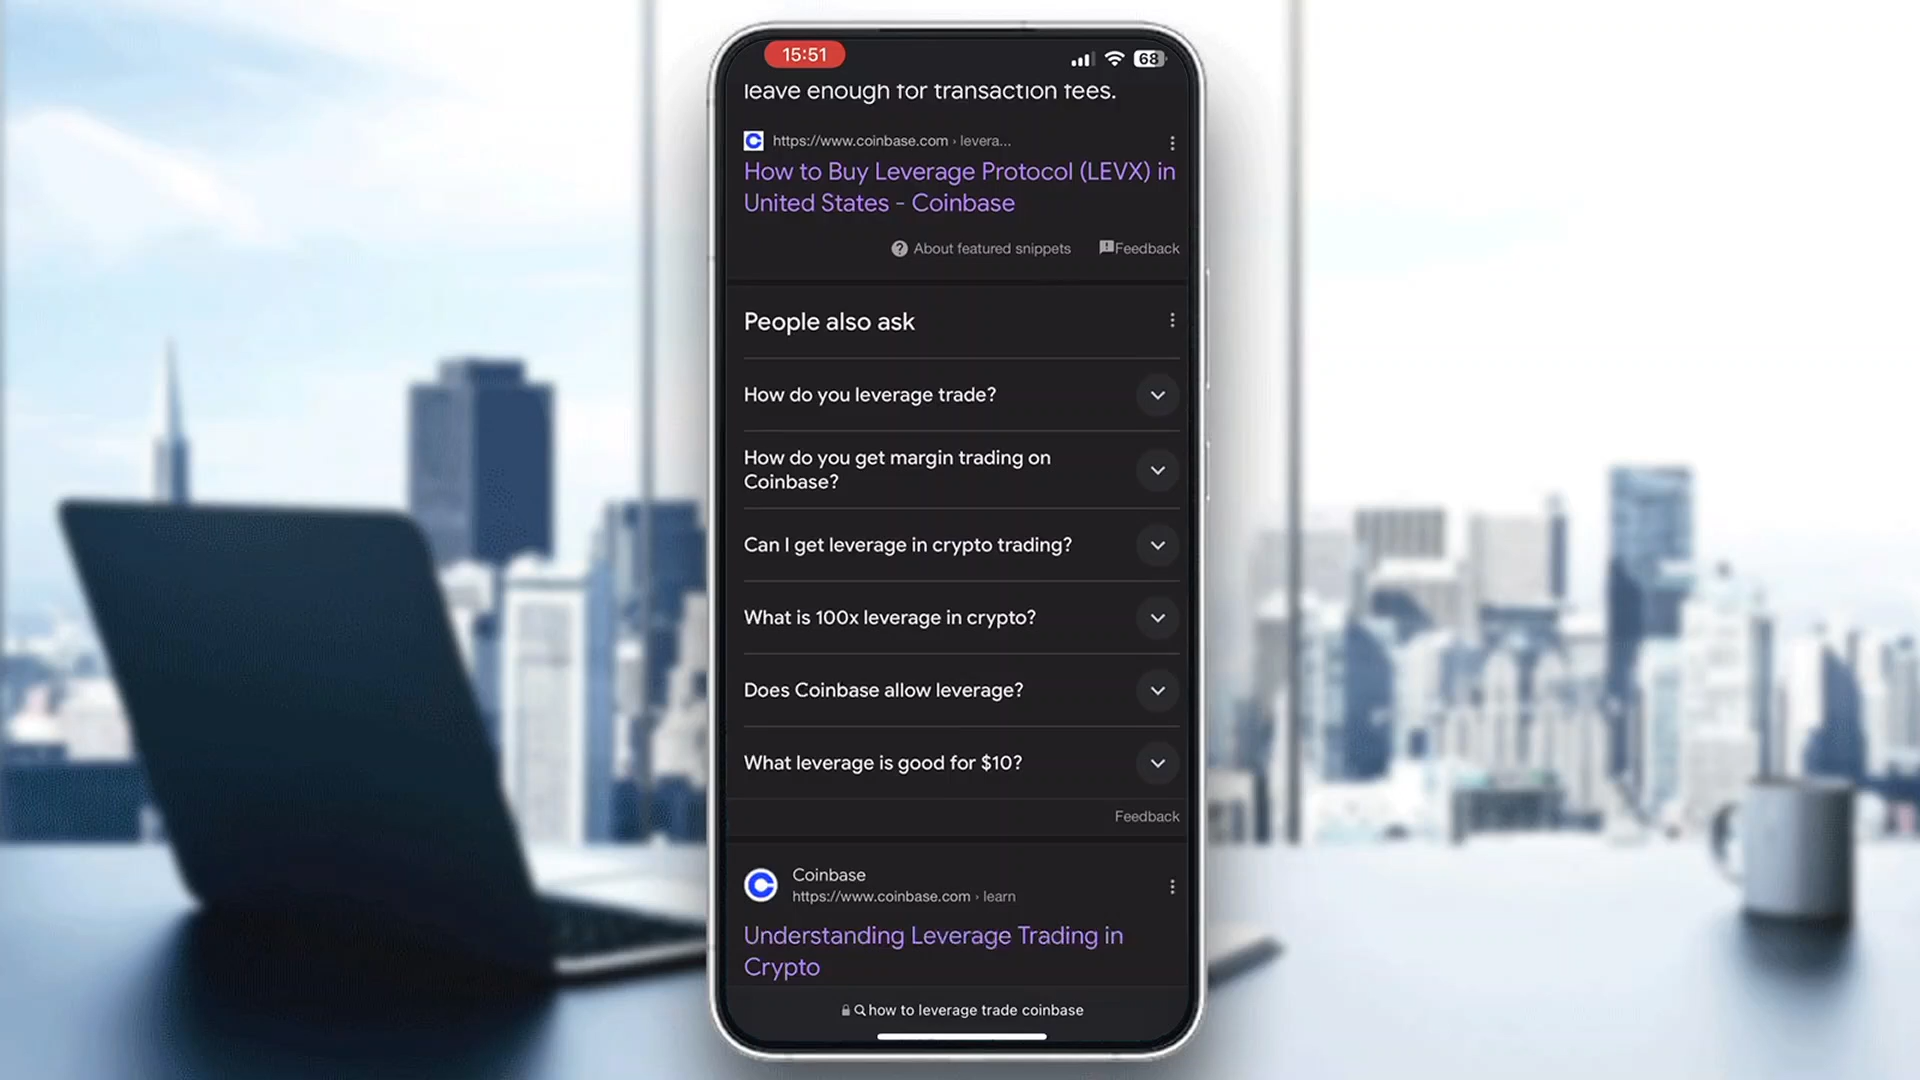 15:51
68
leave enough for transaction fees.
https://www.coinbase.com › levera...
How to Buy Leverage Protocol (LEVX) in
United States - Coinbase
About featured snippets Feedback
People also ask
How do you leverage trade?
How do you get margin trading on
Coinbase?
Can I get leverage in crypto trading?
What is 100x leverage in crypto?
Does Coinbase allow leverage?
What leverage is good for $10?
Feedback
Coinbase
https://www.coinbase.com › learn
Understanding Leverage Trading in
Crypto
how to leverage trade coinbase